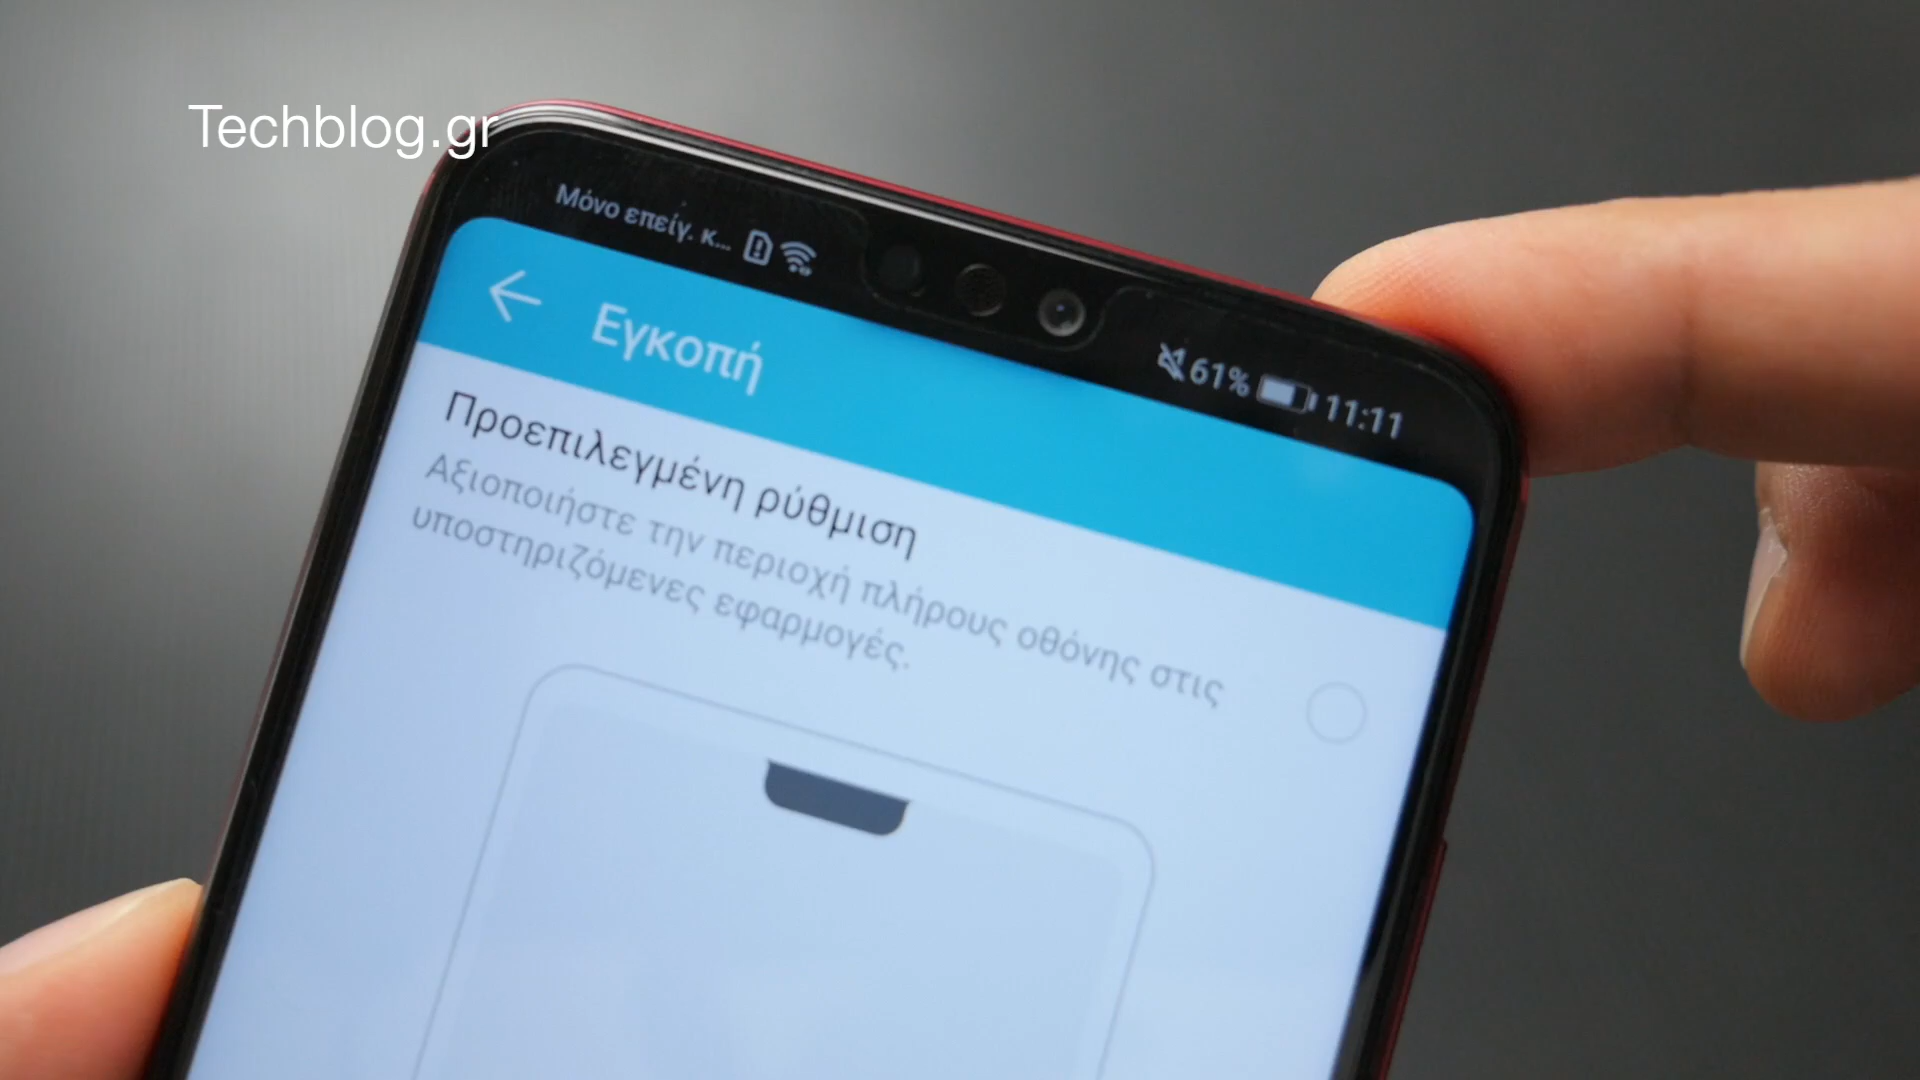 Techblog.gr
Μόνο επείγ. κ...
61% 11:11
Εγκοπή
Προεπιλεγμένη ρύθμιση
Αξιοποιήστε την περιοχή πλήρους οθόνης στις
υποστηριζόμενες εφαρμογές.